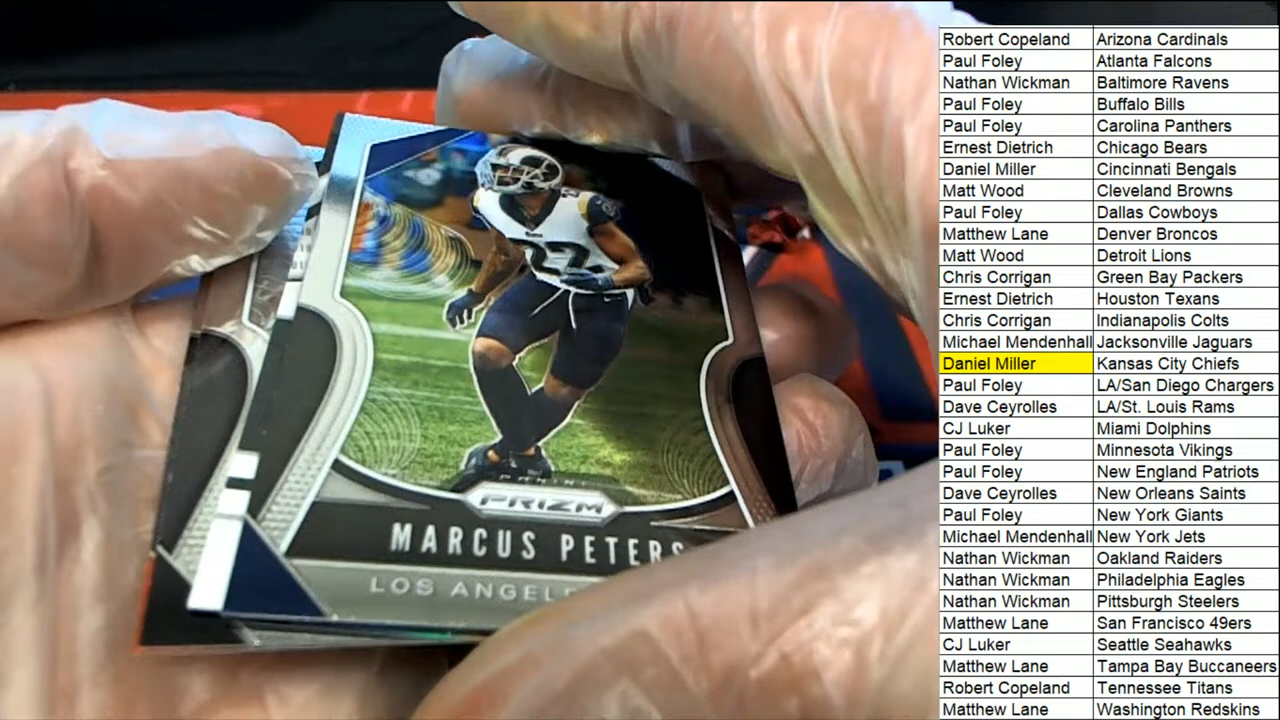 PANINI
PRIZM
MARCUS PETERS
LOS ANGEL
22
Robert Copeland Arizona Cardinals
Paul Foley Atlanta Falcons
Nathan Wickman Baltimore Ravens
Paul Foley Buffalo Bills
Paul Foley Carolina Panthers
Ernest Dietrich Chicago Bears
Daniel Miller Cincinnati Bengals
Matt Wood Cleveland Browns
Paul Foley Dallas Cowboys
Matthew Lane Denver Broncos
Matt Wood Detroit Lions
Chris Corrigan Green Bay Packers
Ernest Dietrich Houston Texans
Chris Corrigan Indianapolis Colts
Michael Mendenhall Jacksonville Jaguars
Daniel Miller Kansas City Chiefs
Paul Foley LA/San Diego Chargers
Dave Ceyrolles LA/St. Louis Rams
CJ Luker Miami Dolphins
Paul Foley Minnesota Vikings
Paul Foley New England Patriots
Dave Ceyrolles New Orleans Saints
Paul Foley New York Giants
Michael Mendenhall New York Jets
Nathan Wickman Oakland Raiders
Nathan Wickman Philadelphia Eagles
Nathan Wickman Pittsburgh Steelers
Matthew Lane San Francisco 49ers
CJ Luker Seattle Seahawks
Matthew Lane Tampa Bay Buccaneers
Robert Copeland Tennessee Titans
Matthew Lane Washington Redskins